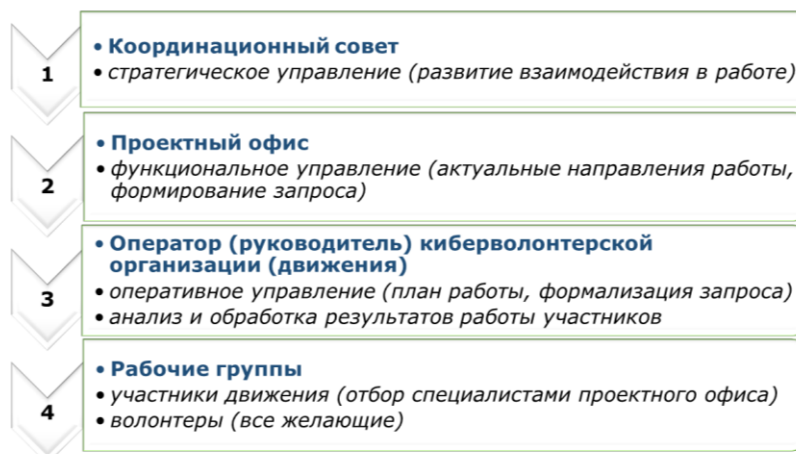 1
• Координационный совет
• стратегическое управление (развитие взаимодействия в работе)
2
• Проектный офис
• функциональное управление (актуальные направления работы,
формирование запроса)
3
• Оператор (руководитель) киберволонтерской
организации (движения)
• оперативное управление (план работы, формализация запроса)
• анализ и обработка результатов работы участников
4
• Рабочие группы
• участники движения (отбор специалистами проектного офиса)
• волонтеры (все желающие)